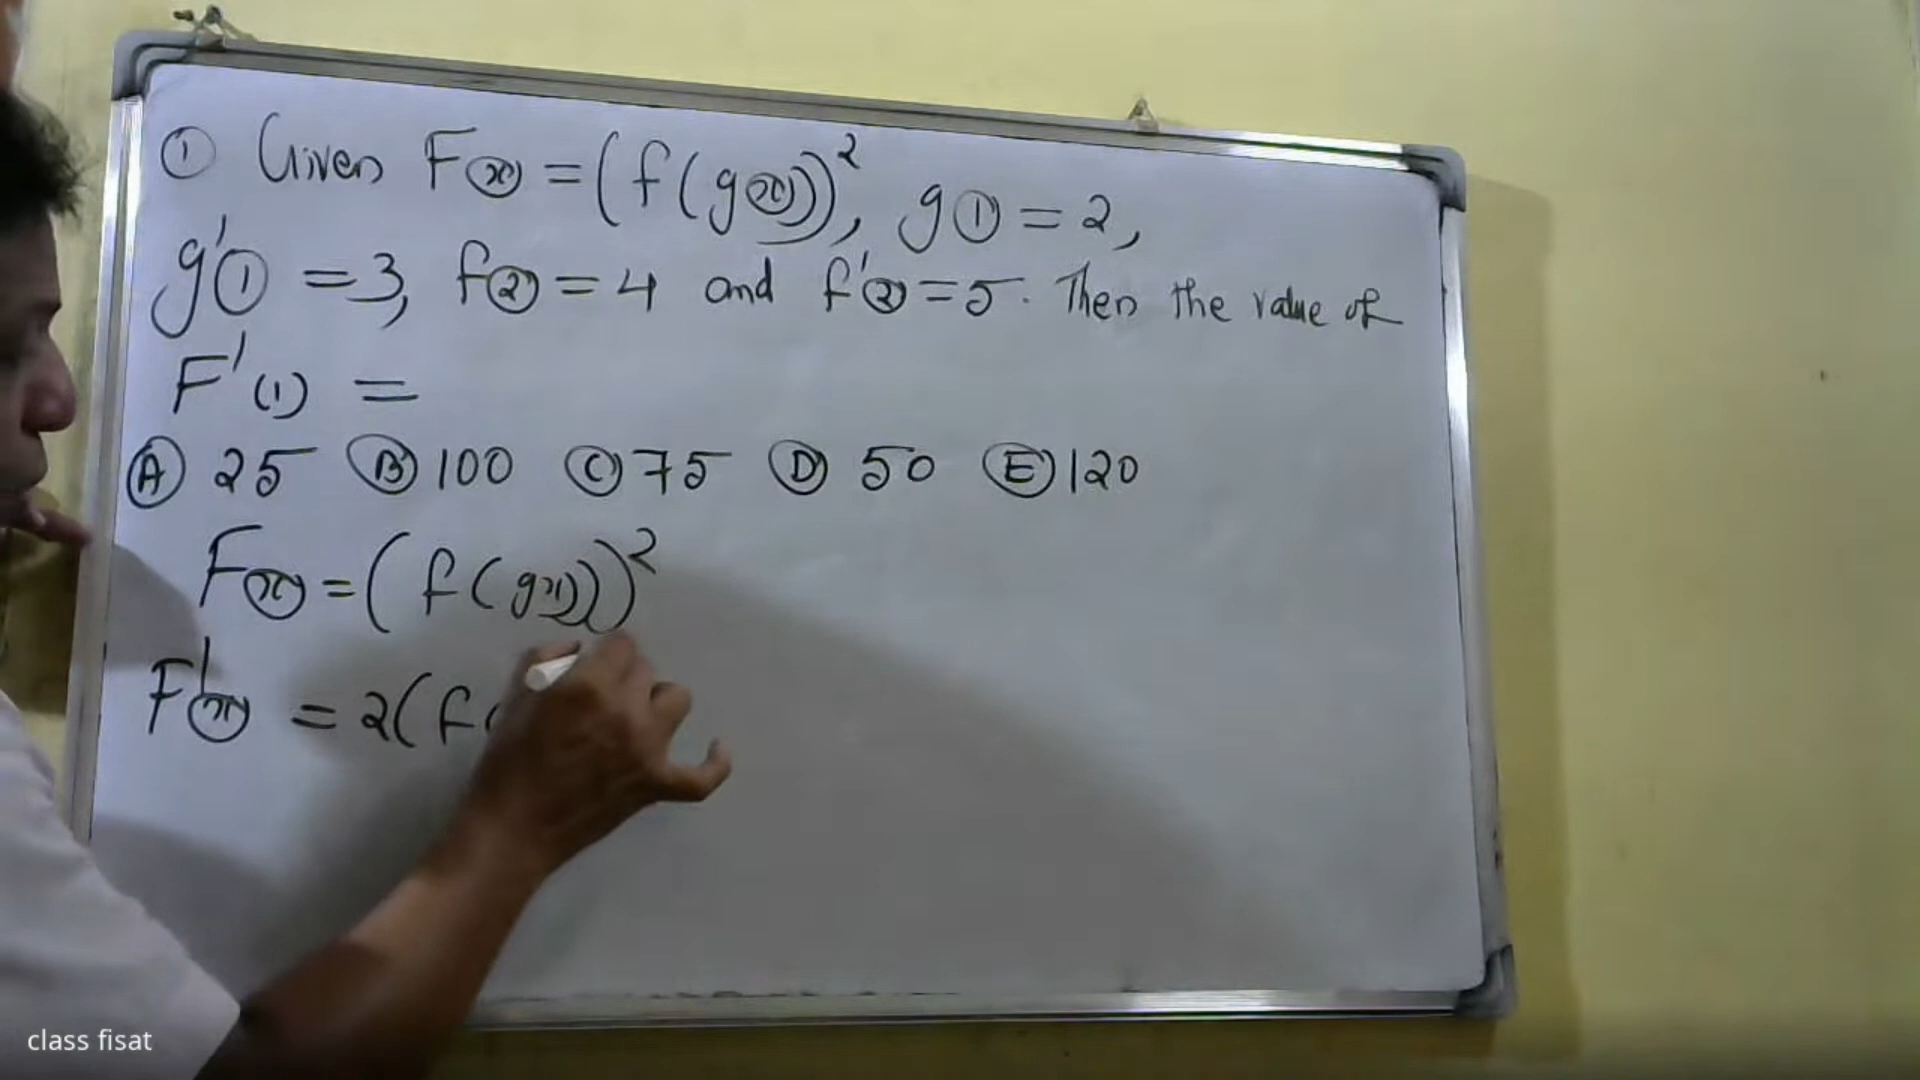 ① Given F(x) = (f(g(x)))², g(1) = 2,
g'(1) = 3, f(2) = 4 and f'(2) = 5. Then the value of
F'(1) =
Ⓐ 25 Ⓑ 100 Ⓒ 75 Ⓓ 50 Ⓔ 120
F(x) = (f(g(x)))²
F'(x) = 2(f(
class fisat